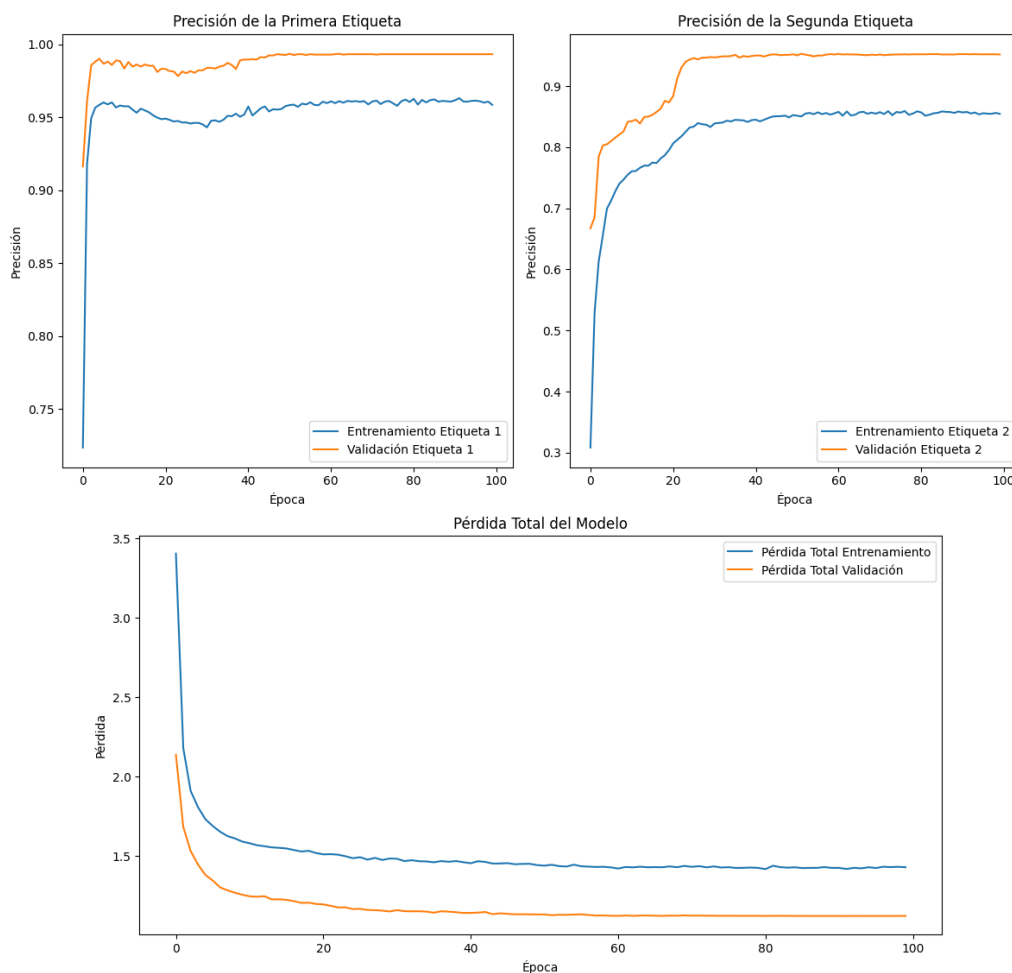 Precisión de la Primera Etiqueta
Precisión
1.00
0.95
0.90
0.85
0.80
0.75
0 20 40 60 80 100
Época
Entrenamiento Etiqueta 1
Validación Etiqueta 1
Precisión de la Segunda Etiqueta
Precisión
0.9
0.8
0.7
0.6
0.5
0.4
0.3
0 20 40 60 80 100
Época
Entrenamiento Etiqueta 2
Validación Etiqueta 2
Pérdida Total del Modelo
Pérdida
3.5
3.0
2.5
2.0
1.5
0 20 40 60 80 100
Época
Pérdida Total Entrenamiento
Pérdida Total Validación